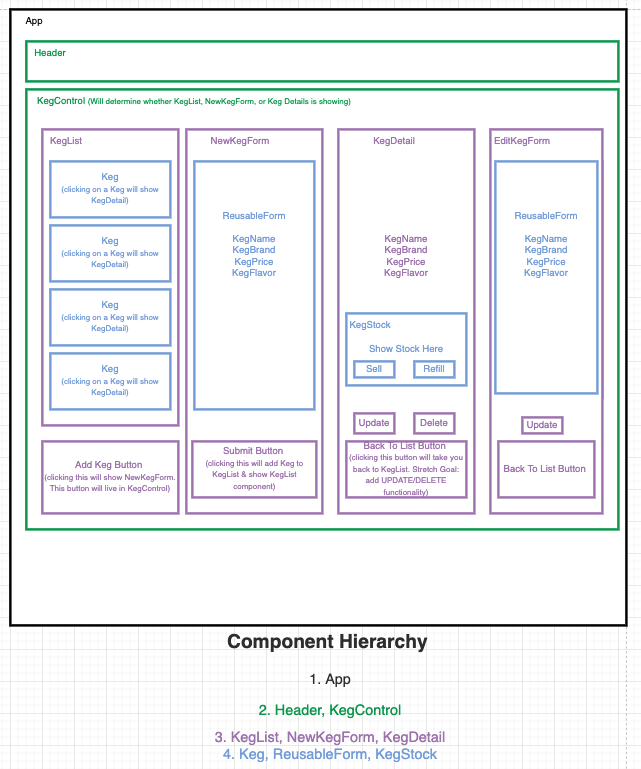 App
Header
KegControl (Will determine whether KegList, NewKegForm, or Keg Details is showing)
KegList
Keg
(clicking on a Keg will show
KegDetail)
Keg
(clicking on a Keg will show
KegDetail)
Keg
(clicking on a Keg will show
KegDetail)
Keg
(clicking on a Keg will show
KegDetail)
Add Keg Button
(clicking this will show NewKegForm.
This button will live in KegControl)
NewKegForm
ReusableForm
KegName
KegBrand
KegPrice
KegFlavor
Submit Button
(clicking this will add Keg to
KegList & show KegList
component)
KegDetail
KegName
KegBrand
KegPrice
KegFlavor
KegStock
Show Stock Here
Sell
Refill
Update
Delete
Back To List Button
(clicking this button will take you
back to KegList. Stretch Goal:
add UPDATE/DELETE
functionality)
EditKegForm
ReusableForm
KegName
KegBrand
KegPrice
KegFlavor
Update
Back To List Button
Component Hierarchy
1. App
2. Header, KegControl
3. KegList, NewKegForm, KegDetail
4. Keg, ReusableForm, KegStock